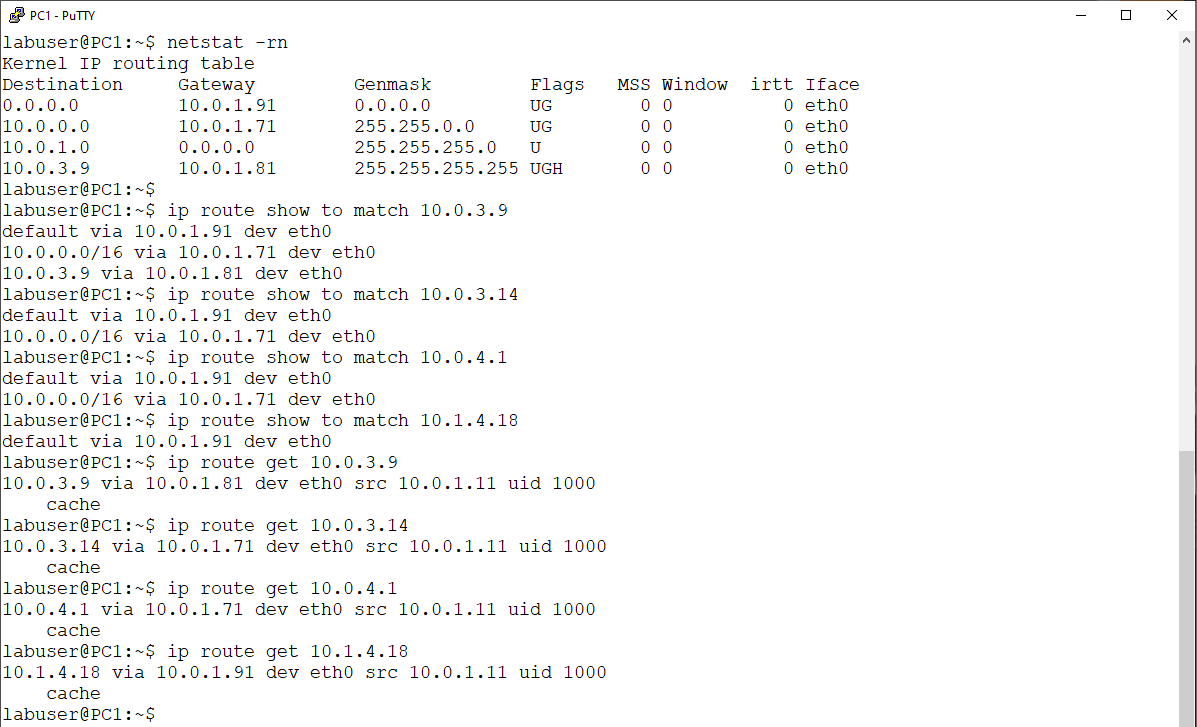 PC1 - PuTTY
labuser@PC1:~$ netstat -rn
Kernel IP routing table
Destination     Gateway         Genmask         Flags   MSS Window  irtt Iface
0.0.0.0         10.0.1.91       0.0.0.0         UG        0 0          0 eth0
10.0.0.0        10.0.1.71       255.255.0.0     UG        0 0          0 eth0
10.0.1.0        0.0.0.0         255.255.255.0   U         0 0          0 eth0
10.0.3.9        10.0.1.81       255.255.255.255 UGH       0 0          0 eth0
labuser@PC1:~$
labuser@PC1:~$ ip route show to match 10.0.3.9
default via 10.0.1.91 dev eth0
10.0.0.0/16 via 10.0.1.71 dev eth0
10.0.3.9 via 10.0.1.81 dev eth0
labuser@PC1:~$ ip route show to match 10.0.3.14
default via 10.0.1.91 dev eth0
10.0.0.0/16 via 10.0.1.71 dev eth0
labuser@PC1:~$ ip route show to match 10.0.4.1
default via 10.0.1.91 dev eth0
10.0.0.0/16 via 10.0.1.71 dev eth0
labuser@PC1:~$ ip route show to match 10.1.4.18
default via 10.0.1.91 dev eth0
labuser@PC1:~$ ip route get 10.0.3.9
10.0.3.9 via 10.0.1.81 dev eth0 src 10.0.1.11 uid 1000
    cache
labuser@PC1:~$ ip route get 10.0.3.14
10.0.3.14 via 10.0.1.71 dev eth0 src 10.0.1.11 uid 1000
    cache
labuser@PC1:~$ ip route get 10.0.4.1
10.0.4.1 via 10.0.1.71 dev eth0 src 10.0.1.11 uid 1000
    cache
labuser@PC1:~$ ip route get 10.1.4.18
10.1.4.18 via 10.0.1.91 dev eth0 src 10.0.1.11 uid 1000
    cache
labuser@PC1:~$